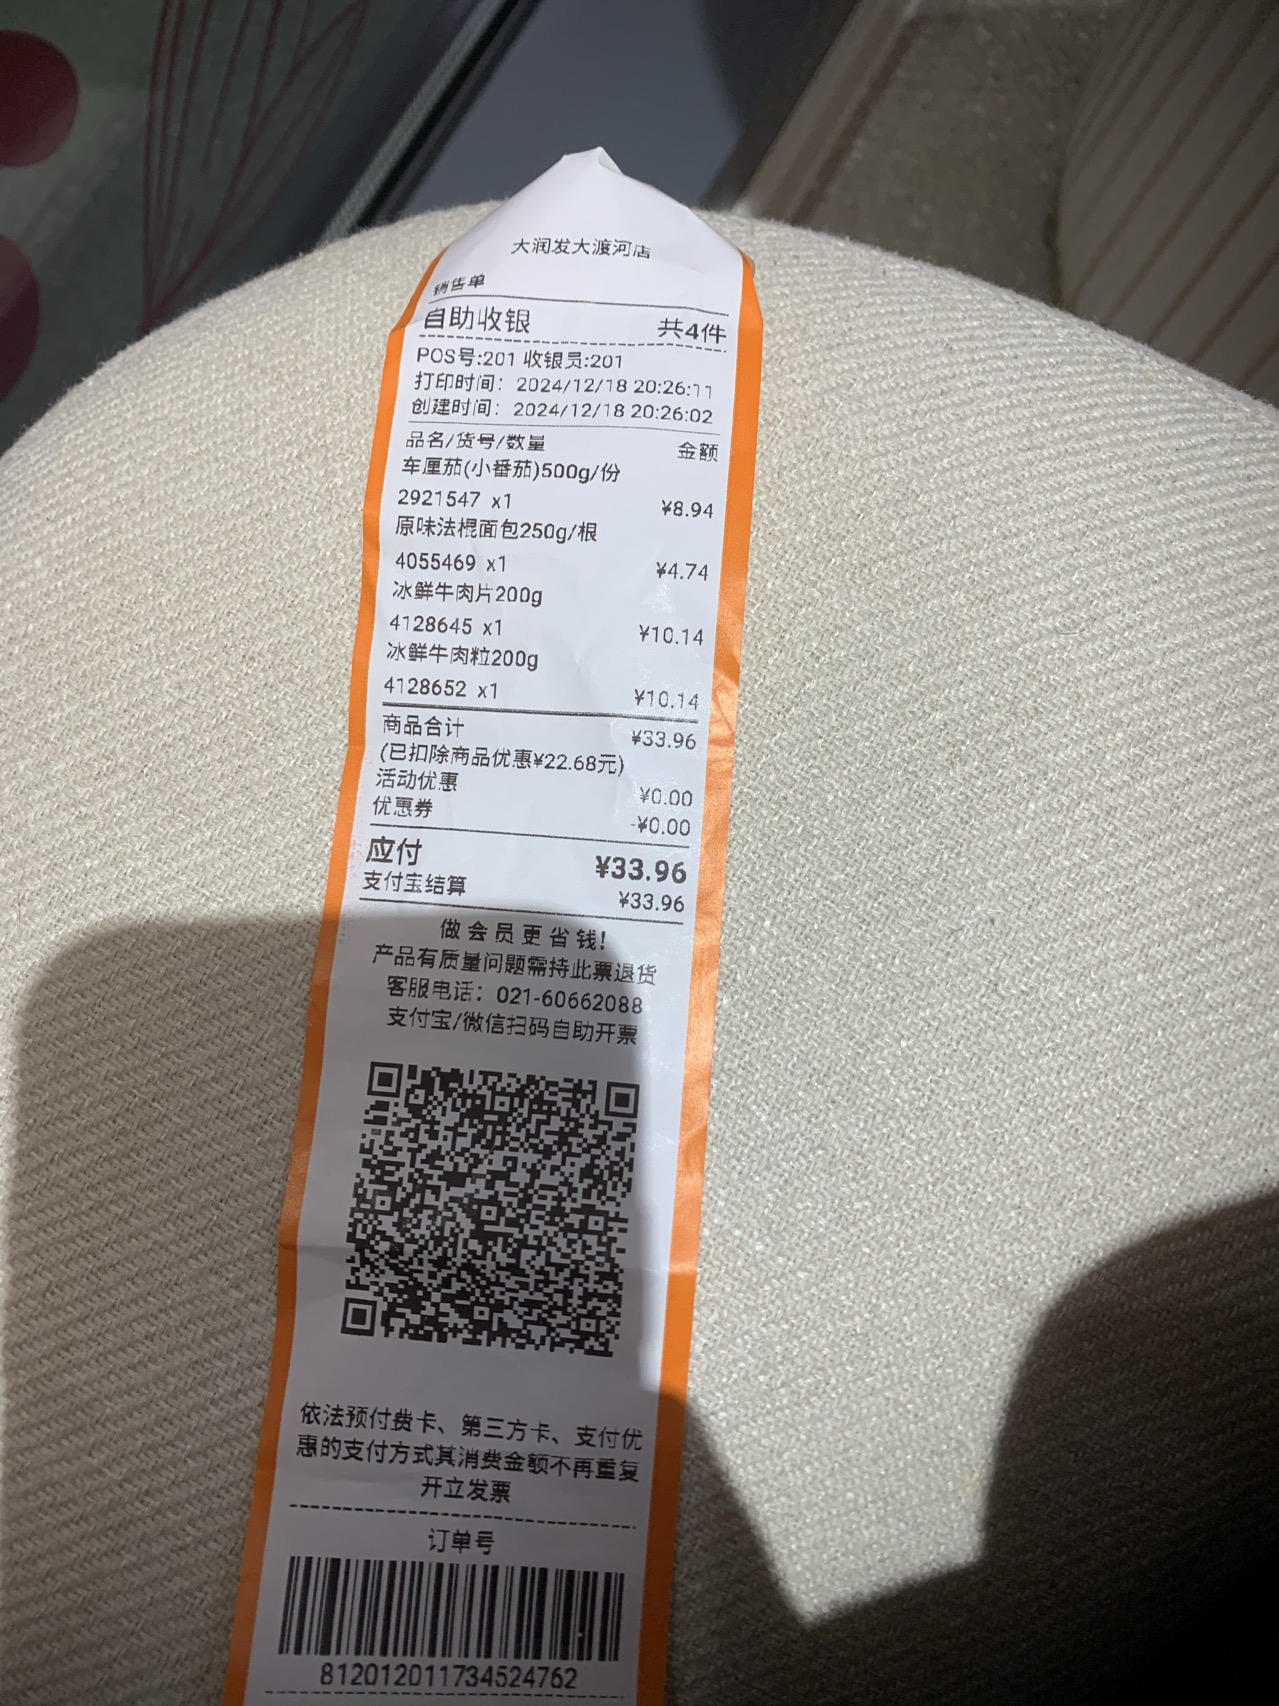 大润发大渡河店
销售单
自助收银 共4件
POS号:201 收银员:201
打印时间：2024/12/18 20:26:11
创建时间：2024/12/18 20:26:02
品名/货号/数量 金额
车厘茄(小番茄)500g/份
2921547 x1 ¥8.94
原味法棍面包250g/根
4055469 x1 ¥4.74
冰鲜牛肉片200g
4128645 x1 ¥10.14
冰鲜牛肉粒200g
4128652 x1 ¥10.14
商品合计 ¥33.96
(已扣除商品优惠¥22.68元)
活动优惠 ¥0.00
优惠券 -¥0.00
应付 ¥33.96
支付宝结算 ¥33.96
做会员更省钱!
产品有质量问题需持此票退货
客服电话：021-60662088
支付宝/微信扫码自助开票
依法预付费卡、第三方卡、支付优
惠的支付方式其消费金额不再重复
开立发票
订单号
812012011734524762